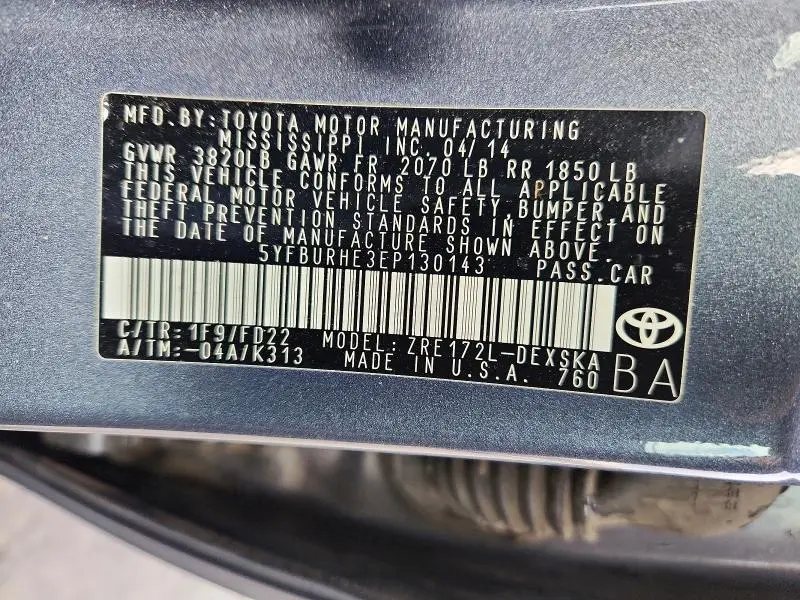 MFD. BY: TOYOTA MOTOR MANUFACTURING
MISSISSIPPI INC. 04/14
GVWR 3820LB GAWR FR 2070 LB RR 1850 LB
THIS VEHICLE CONFORMS TO ALL APPLICABLE
FEDERAL MOTOR VEHICLE SAFETY, BUMPER, AND
THEFT PREVENTION STANDARDS IN EFFECT ON
THE DATE OF MANUFACTURE SHOWN ABOVE.
5YFBURHE3EP130143 PASS. CAR
C/TR: 1F9/FD22 MODEL: ZRE172L-DEXSKA
A/TM: -04A/K313 MADE IN U.S.A. 760 BA